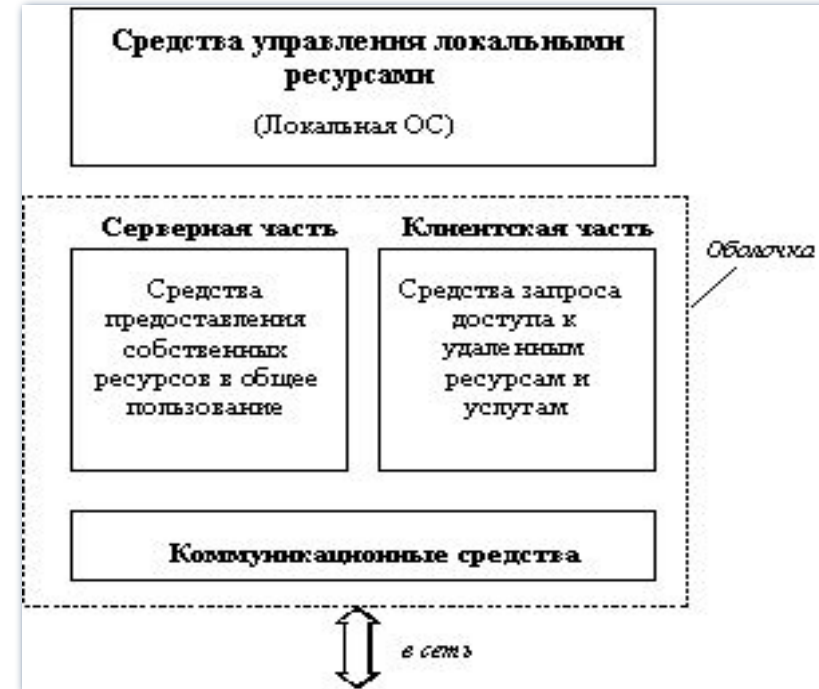 Средства управления локальными
ресурсами
(Локальная ОС)
Серверная часть
Клиентская часть
Оболочка
Средства
предоставления
собственных
ресурсов в общее
пользование
Средства запроса
доступа к
удаленным
ресурсам и
услугам
Коммуникационные средства
в сеть